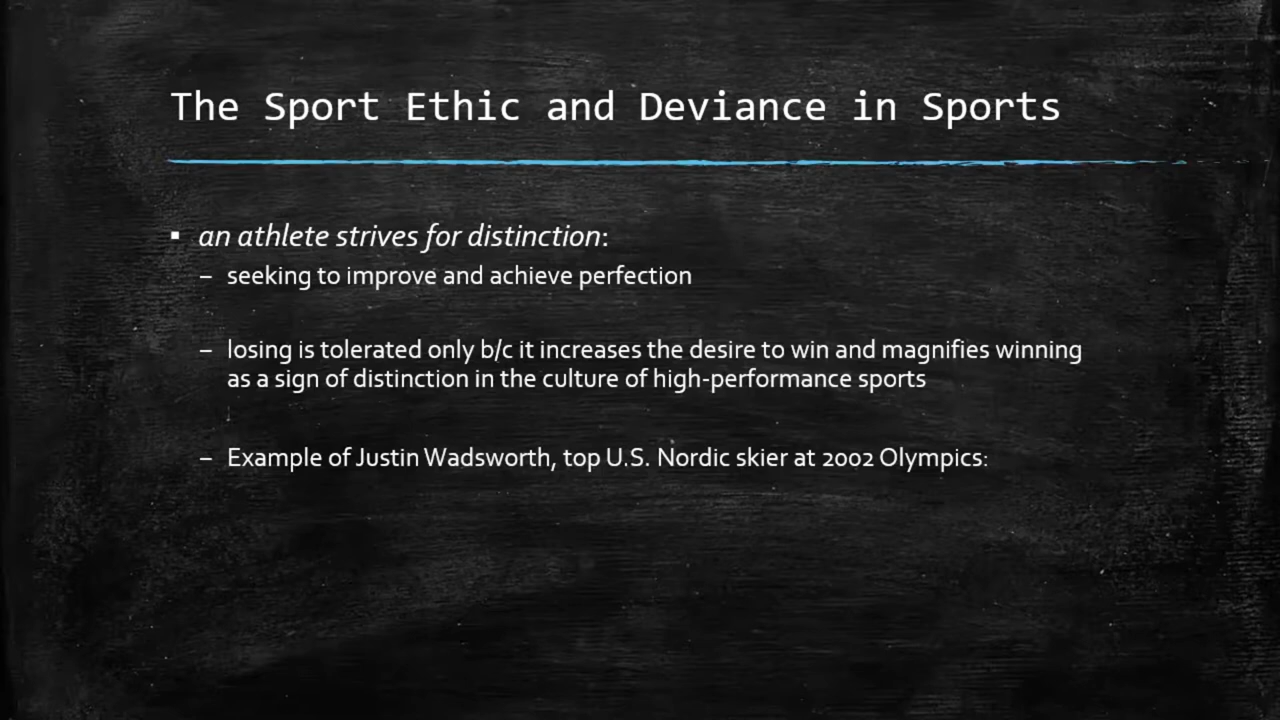 The Sport Ethic and Deviance in Sports
▪ an athlete strives for distinction:
– seeking to improve and achieve perfection
– losing is tolerated only b/c it increases the desire to win and magnifies winning
as a sign of distinction in the culture of high-performance sports
– Example of Justin Wadsworth, top U.S. Nordic skier at 2002 Olympics: